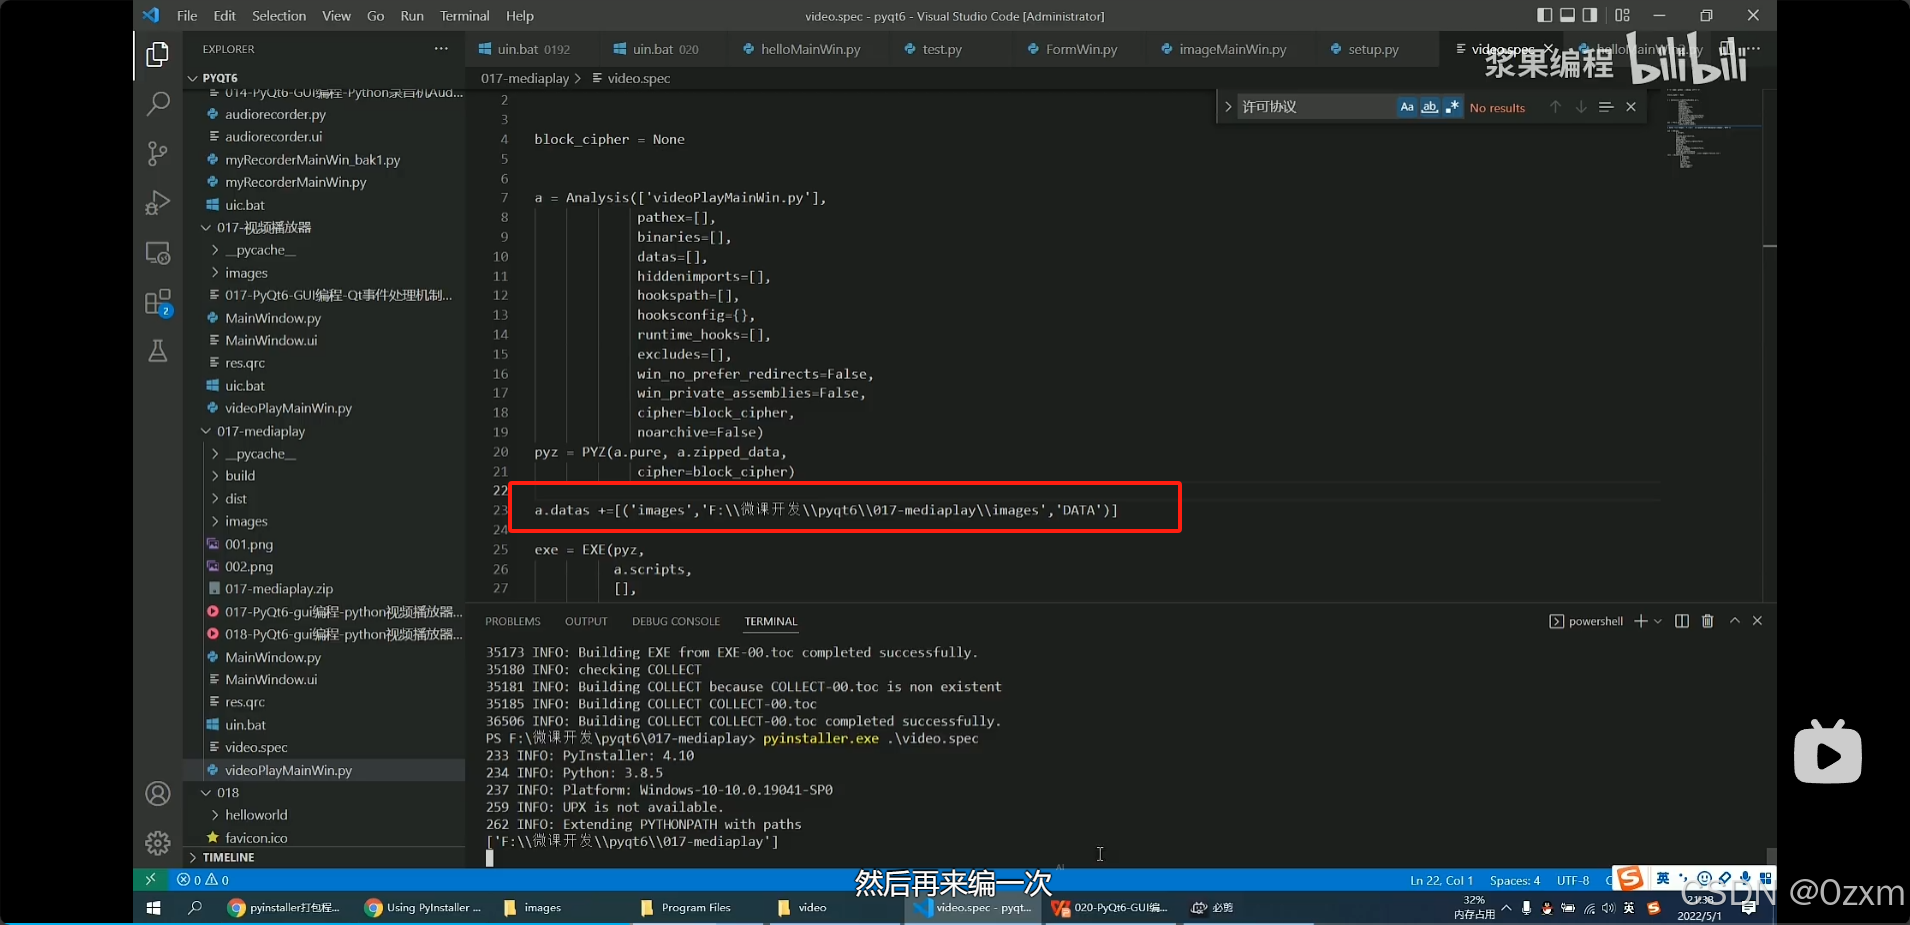 File Edit Selection View Go Run Terminal Help
video.spec - pyqt6 - Visual Studio Code [Administrator]
EXPLORER
uin.bat 0192
uin.bat 020
helloMainWin.py
test.py
FormWin.py
imageMainWin.py
setup.py
video.spec
浆果编程 bilibili
PYQT6
017-mediaplay > video.spec
许可协议
No results
014-PyQt6-GUI编程-Python录音机Aud...
audiorecorder.py
audiorecorder.ui
myRecorderMainWin_bak1.py
myRecorderMainWin.py
uic.bat
017-视频播放器
__pycache__
images
017-PyQt6-GUI编程-Qt事件处理机制...
MainWindow.py
MainWindow.ui
res.qrc
uic.bat
videoPlayMainWin.py
017-mediaplay
__pycache__
build
dist
images
001.png
002.png
017-mediaplay.zip
017-PyQt6-gui编程-python视频播放器...
018-PyQt6-gui编程-python视频播放器...
MainWindow.py
MainWindow.ui
res.qrc
uin.bat
video.spec
videoPlayMainWin.py
018
helloworld
favicon.ico
TIMELINE
2
3
4 block_cipher = None
5
6
7 a = Analysis(['videoPlayMainWin.py'],
8 pathex=[],
9 binaries=[],
10 datas=[],
11 hiddenimports=[],
12 hookspath=[],
13 hooksconfig={},
14 runtime_hooks=[],
15 excludes=[],
16 win_no_prefer_redirects=False,
17 win_private_assemblies=False,
18 cipher=block_cipher,
19 noarchive=False)
20 pyz = PYZ(a.pure, a.zipped_data,
21 cipher=block_cipher)
22
23 a.datas +=[('images','F:\\微课开发\\pyqt6\\017-mediaplay\\images','DATA')]
24
25 exe = EXE(pyz,
26 a.scripts,
27 [],
PROBLEMS OUTPUT DEBUG CONSOLE TERMINAL
powershell
35173 INFO: Building EXE from EXE-00.toc completed successfully.
35180 INFO: checking COLLECT
35181 INFO: Building COLLECT because COLLECT-00.toc is non existent
35185 INFO: Building COLLECT COLLECT-00.toc
36506 INFO: Building COLLECT COLLECT-00.toc completed successfully.
PS F:\微课开发\pyqt6\017-mediaplay> pyinstaller.exe .\video.spec
233 INFO: PyInstaller: 4.10
234 INFO: Python: 3.8.5
237 INFO: Platform: Windows-10-10.0.19041-SP0
259 INFO: UPX is not available.
262 INFO: Extending PYTHONPATH with paths
['F:\\微课开发\\pyqt6\\017-mediaplay']
然后再来编一次
0 0
Ln 22, Col 1 Spaces: 4 UTF-8
英
pyinstaller打包程...
Using PyInstaller ...
images
Program Files
video
video.spec - pyqt...
020-PyQt6-GUI编...
必剪
32%
内存占用
英
21:38
2022/5/1
CSDN @0zxm